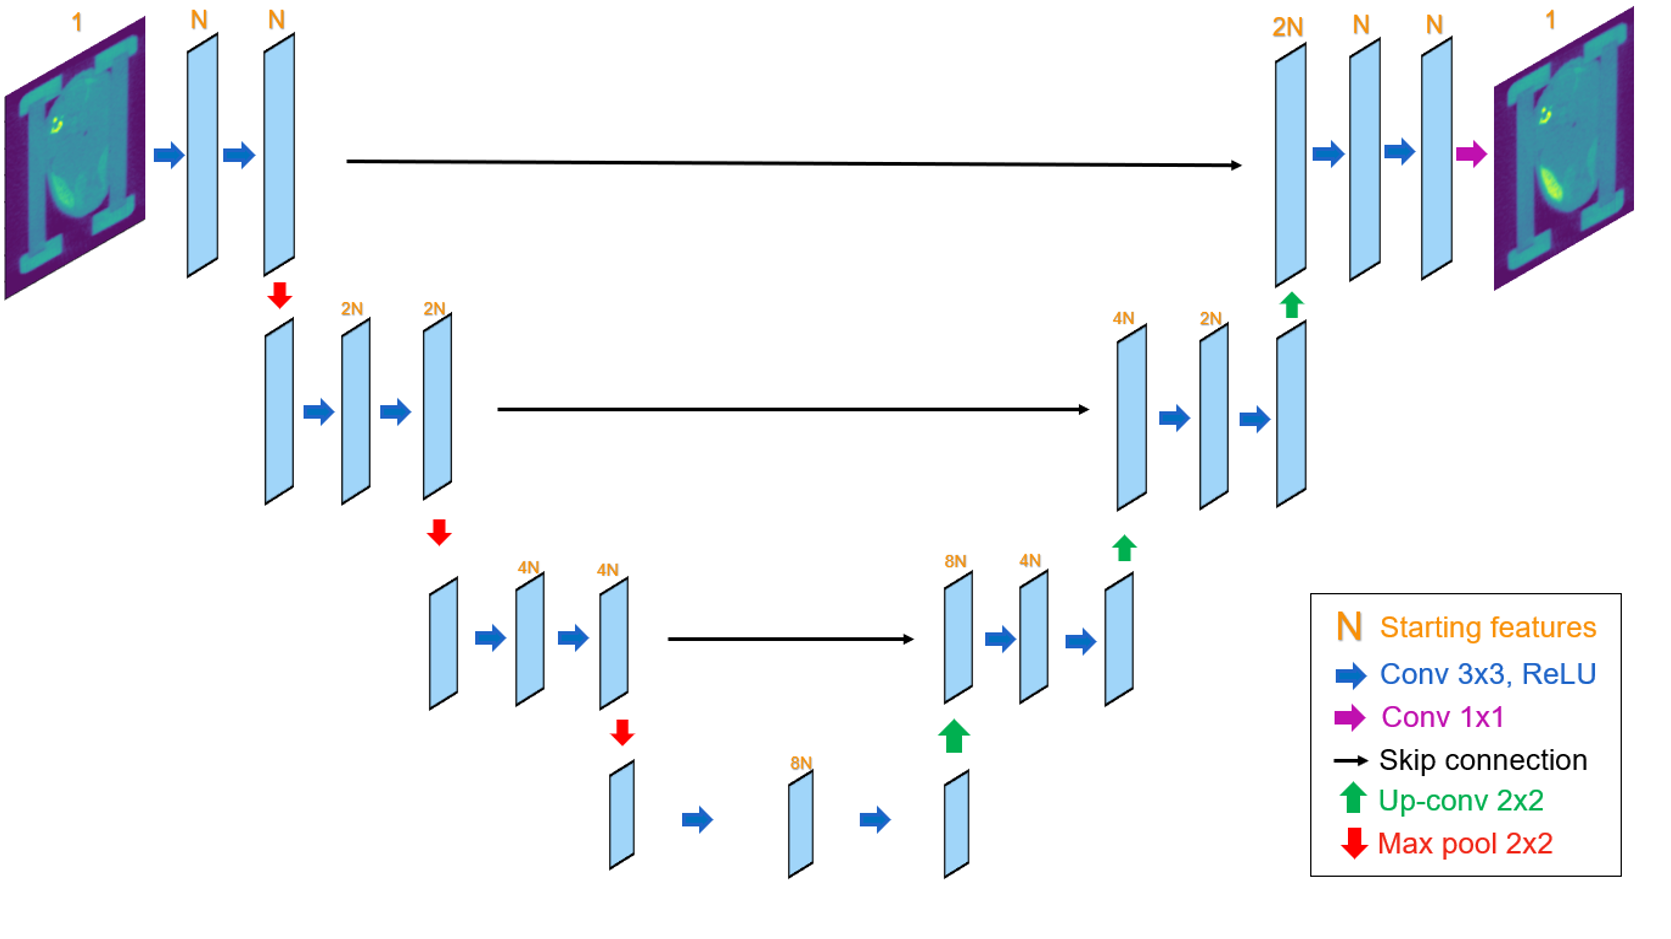 1
N
N
2N
N
N
1
2N
2N
4N
2N
4N
4N
8N
4N
8N
N Starting features
Conv 3x3, ReLU
Conv 1x1
Skip connection
Up-conv 2x2
Max pool 2x2